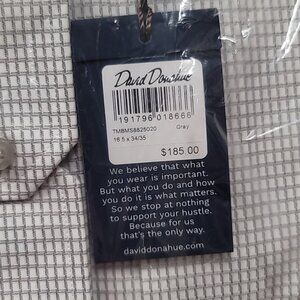 David Donahue
191796 018666
TMBMS8825020
Gray
16.5 x 34/35
$185.00
We believe that what
you wear is important.
But what you do and how
you do it is what matters.
So we stop at nothing
to support your hustle.
Because for us
that's the only way.
daviddonahue.com